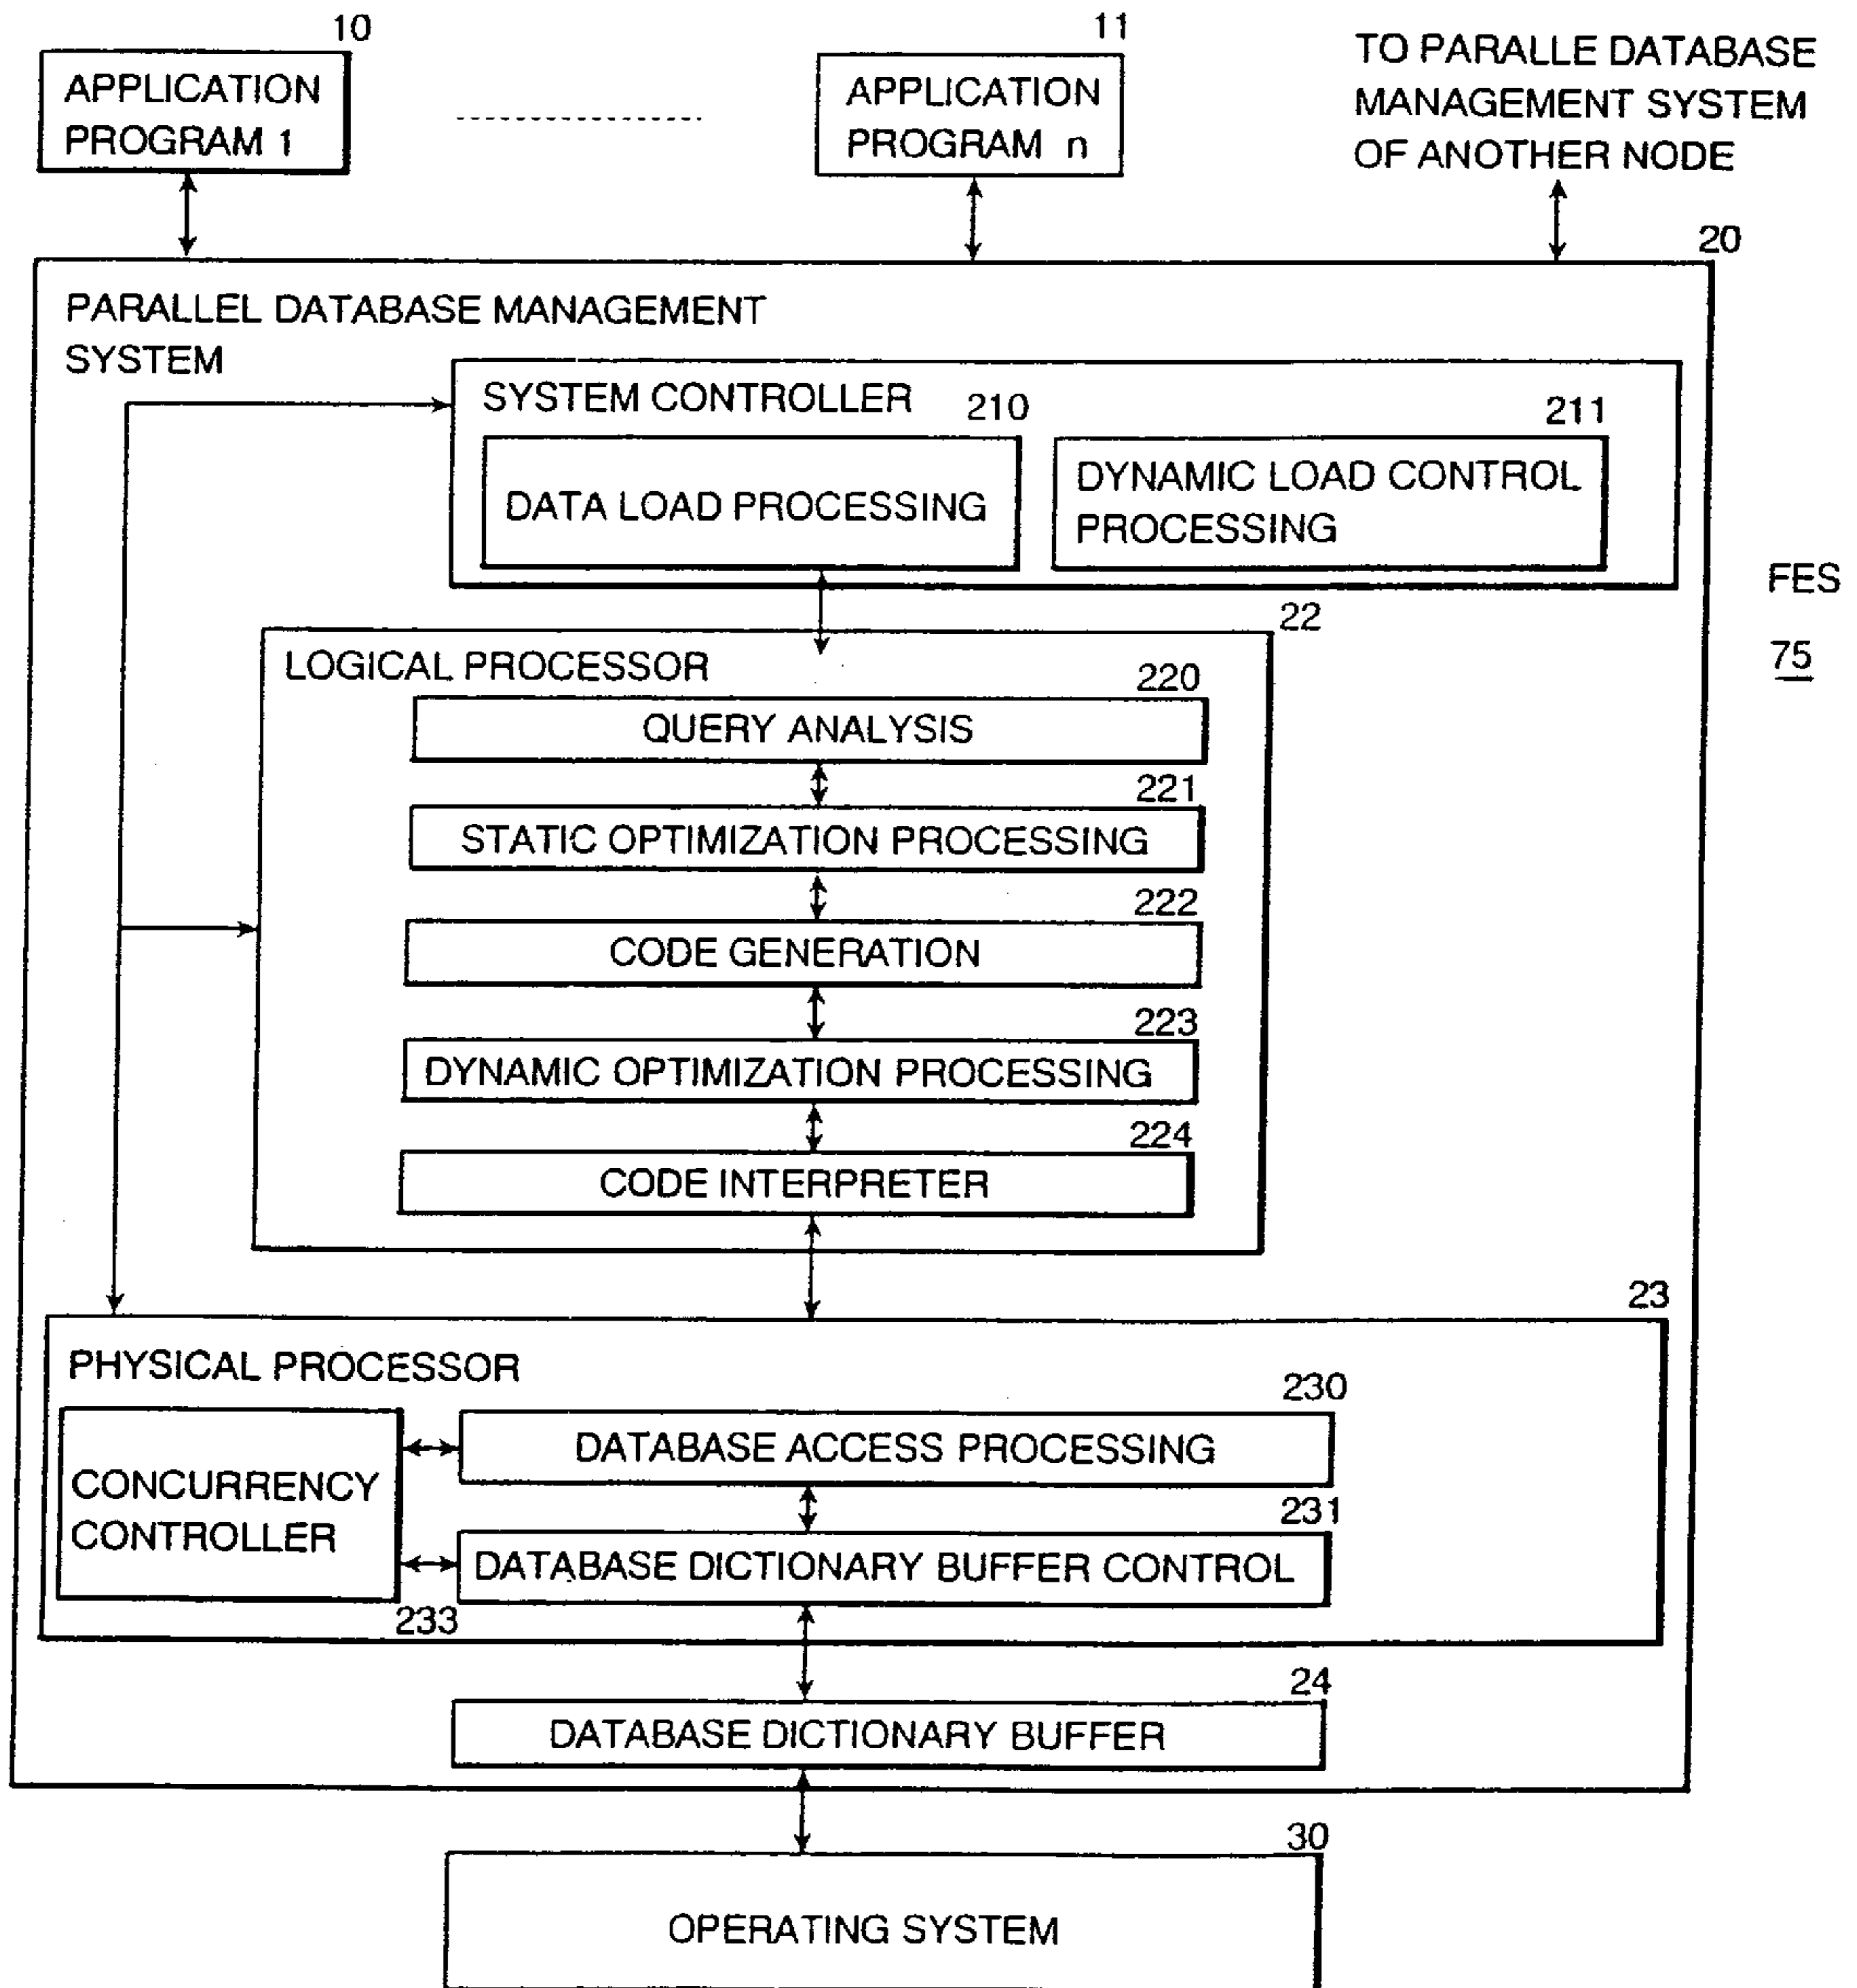 10
APPLICATION
PROGRAM 1
11
APPLICATION
PROGRAM n
TO PARALLE DATABASE
MANAGEMENT SYSTEM
OF ANOTHER NODE
20
PARALLEL DATABASE MANAGEMENT
SYSTEM
SYSTEM CONTROLLER
210
DATA LOAD PROCESSING
211
DYNAMIC LOAD CONTROL
PROCESSING
FES
75
22
LOGICAL PROCESSOR
220
QUERY ANALYSIS
221
STATIC OPTIMIZATION PROCESSING
222
CODE GENERATION
223
DYNAMIC OPTIMIZATION PROCESSING
224
CODE INTERPRETER
23
PHYSICAL PROCESSOR
230
DATABASE ACCESS PROCESSING
CONCURRENCY
CONTROLLER
231
DATABASE DICTIONARY BUFFER CONTROL
233
24
DATABASE DICTIONARY BUFFER
30
OPERATING SYSTEM